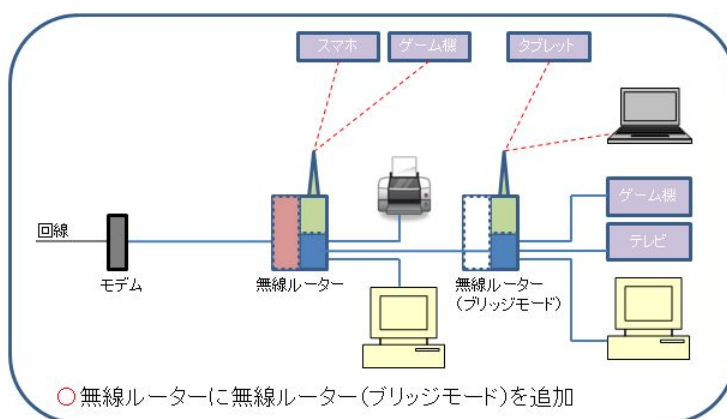 スマホ
ゲーム機
タブレット
回線
モデム
無線ルーター
無線ルーター
(ブリッジモード)
ゲーム機
テレビ
○無線ルーターに無線ルーター(ブリッジモード)を追加